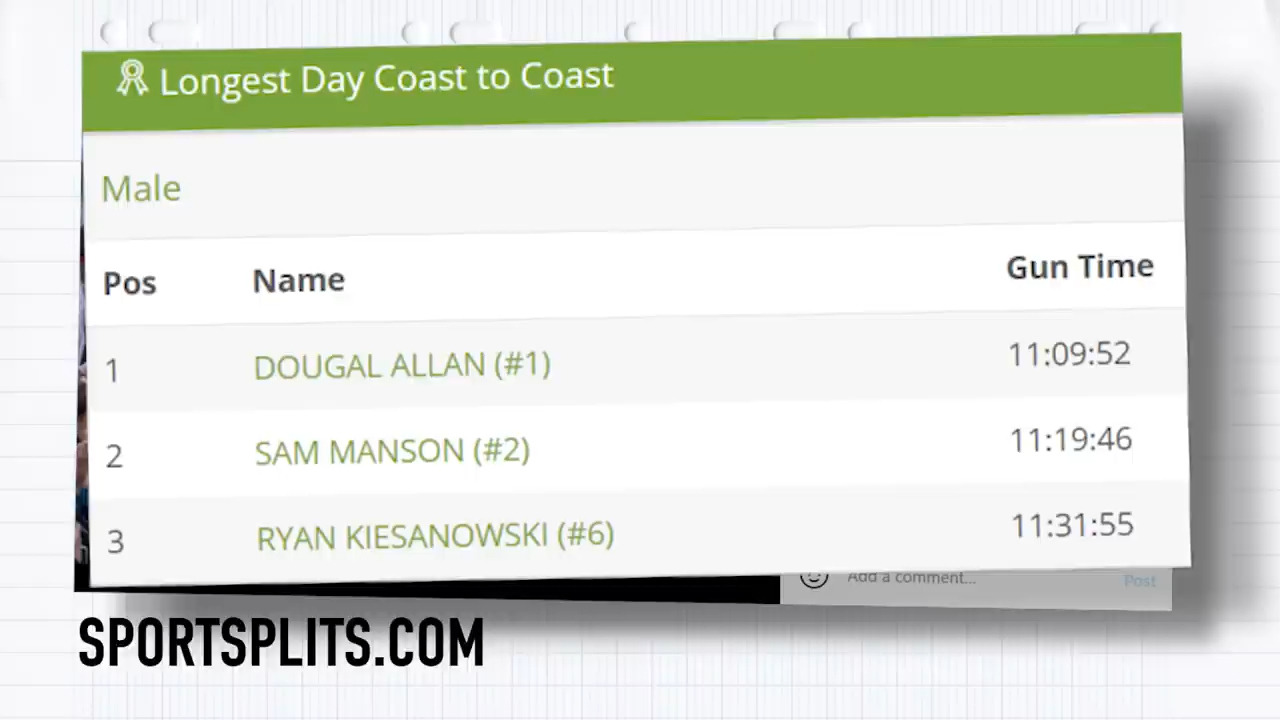 Longest Day Coast to Coast
Male
Pos Name Gun Time
1 DOUGAL ALLAN (#1) 11:09:52
2 SAM MANSON (#2) 11:19:46
3 RYAN KIESANOWSKI (#6) 11:31:55
Add a comment... Post
SPORTSPLITS.COM